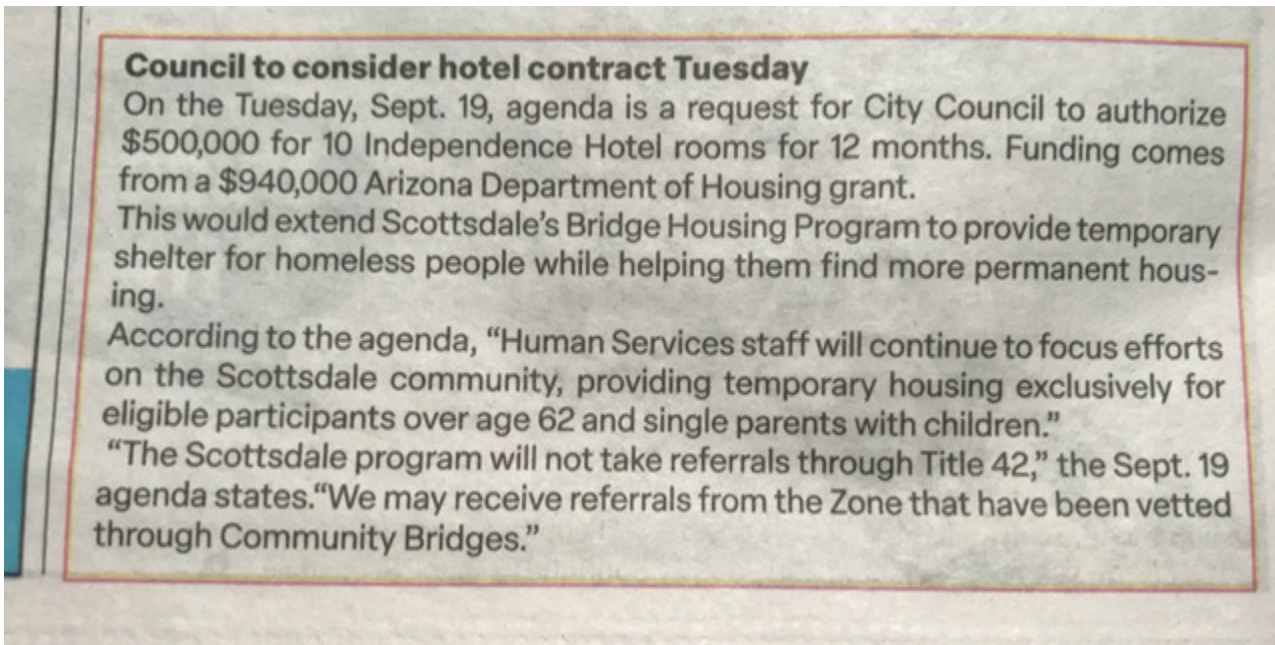 Council to consider hotel contract Tuesday
On the Tuesday, Sept. 19, agenda is a request for City Council to authorize
$500,000 for 10 Independence Hotel rooms for 12 months. Funding comes
from a $940,000 Arizona Department of Housing grant.
This would extend Scottsdale’s Bridge Housing Program to provide temporary
shelter for homeless people while helping them find more permanent hous-
ing.
According to the agenda, “Human Services staff will continue to focus efforts
on the Scottsdale community, providing temporary housing exclusively for
eligible participants over age 62 and single parents with children.”
“The Scottsdale program will not take referrals through Title 42,” the Sept. 19
agenda states.“We may receive referrals from the Zone that have been vetted
through Community Bridges.”